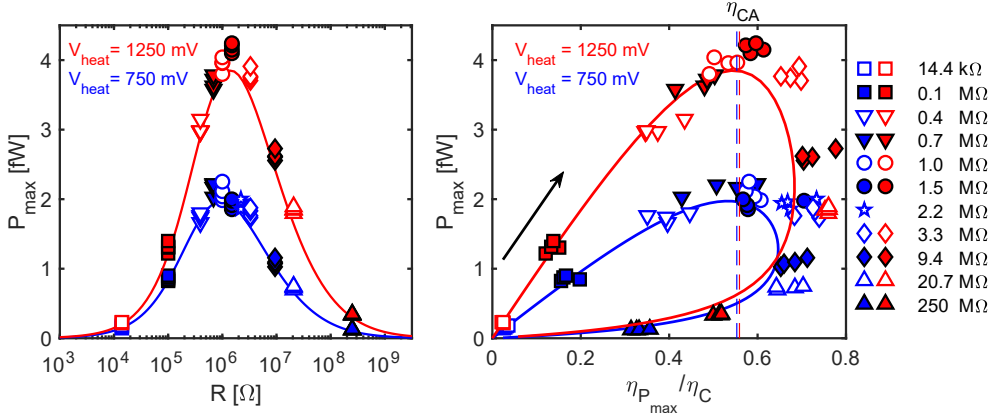 V_heat = 1250 mV
V_heat = 750 mV
P_max [fW]
4
3
2
1
0
10^3 10^4 10^5 10^6 10^7 10^8 10^9
R [Ω]
η_CA
V_heat = 1250 mV
V_heat = 750 mV
P_max [fW]
4
3
2
1
0
0 0.2 0.4 0.6 0.8
η_P_max/η_C
14.4 kΩ
0.1 MΩ
0.4 MΩ
0.7 MΩ
1.0 MΩ
1.5 MΩ
2.2 MΩ
3.3 MΩ
9.4 MΩ
20.7 MΩ
250 MΩ